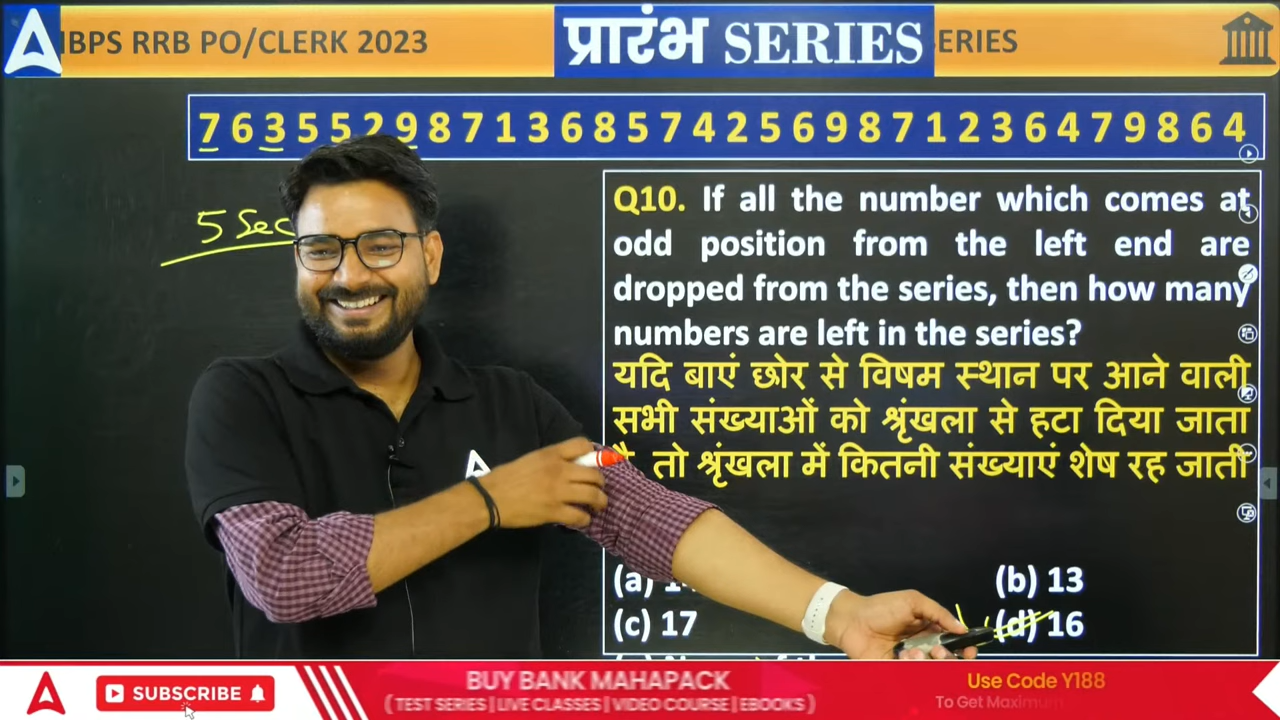 IBPS RRB PO/CLERK 2023
प्रारंभ SERIES
ERIES
7 6 3 5 5 2 9 8 7 1 3 6 8 5 7 4 2 5 6 9 8 7 1 2 3 6 4 7 9 8 6 4
5 Sec
Q10. If all the number which comes at
odd position from the left end are
dropped from the series, then how many
numbers are left in the series?
यदि बाएं छोर से विषम स्थान पर आने वाली
सभी संख्याओं को श्रृंखला से हटा दिया जाता
है तो श्रृंखला में कितनी संख्याएं शेष रह जाती
(a)
(b) 13
(c) 17
(d) 16
SUBSCRIBE
BUY BANK MAHAPACK
( TEST SERIES | LIVE CLASSES | VIDEO COURSE | EBOOKS )
Use Code Y188
To Get Maximum